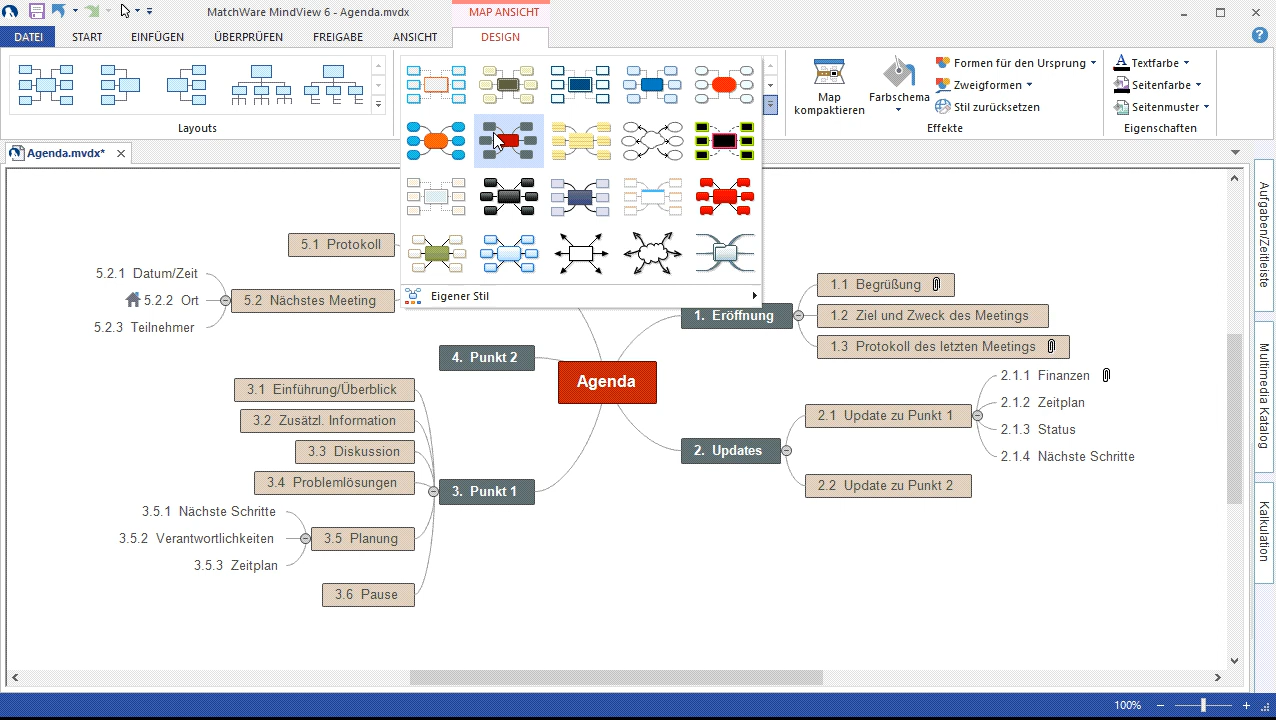 MatchWare MindView 6 - Agenda.mvdx
MAP ANSICHT
DATEI START EINFÜGEN ÜBERPRÜFEN FREIGABE ANSICHT DESIGN
Layouts
Map kompaktieren
Farbschema
Formen für den Ursprung
Zweigformen
Stil zurücksetzen
Effekte
Textfarbe
Seitenfarbe
Seitenmuster
Eigenschaften
Agenda.mvdx*
Eigener Stil
5.1 Protokoll
5.2.1 Datum/Zeit
5.2.2 Ort
5.2.3 Teilnehmer
5.2 Nächstes Meeting
4. Punkt 2
Agenda
3.1 Einführung/Überblick
3.2 Zusätzl. Information
3.3 Diskussion
3.4 Problemlösungen
3. Punkt 1
3.5.1 Nächste Schritte
3.5.2 Verantwortlichkeiten
3.5.3 Zeitplan
3.5 Planung
3.6 Pause
1. Eröffnung
1.1 Begrüßung
1.2 Ziel und Zweck des Meetings
1.3 Protokoll des letzten Meetings
2. Updates
2.1 Update zu Punkt 1
2.1.1 Finanzen
2.1.2 Zeitplan
2.1.3 Status
2.1.4 Nächste Schritte
2.2 Update zu Punkt 2
Aufgaben/Zeitleiste
Multimedia Katalog
Kalkulation
100%